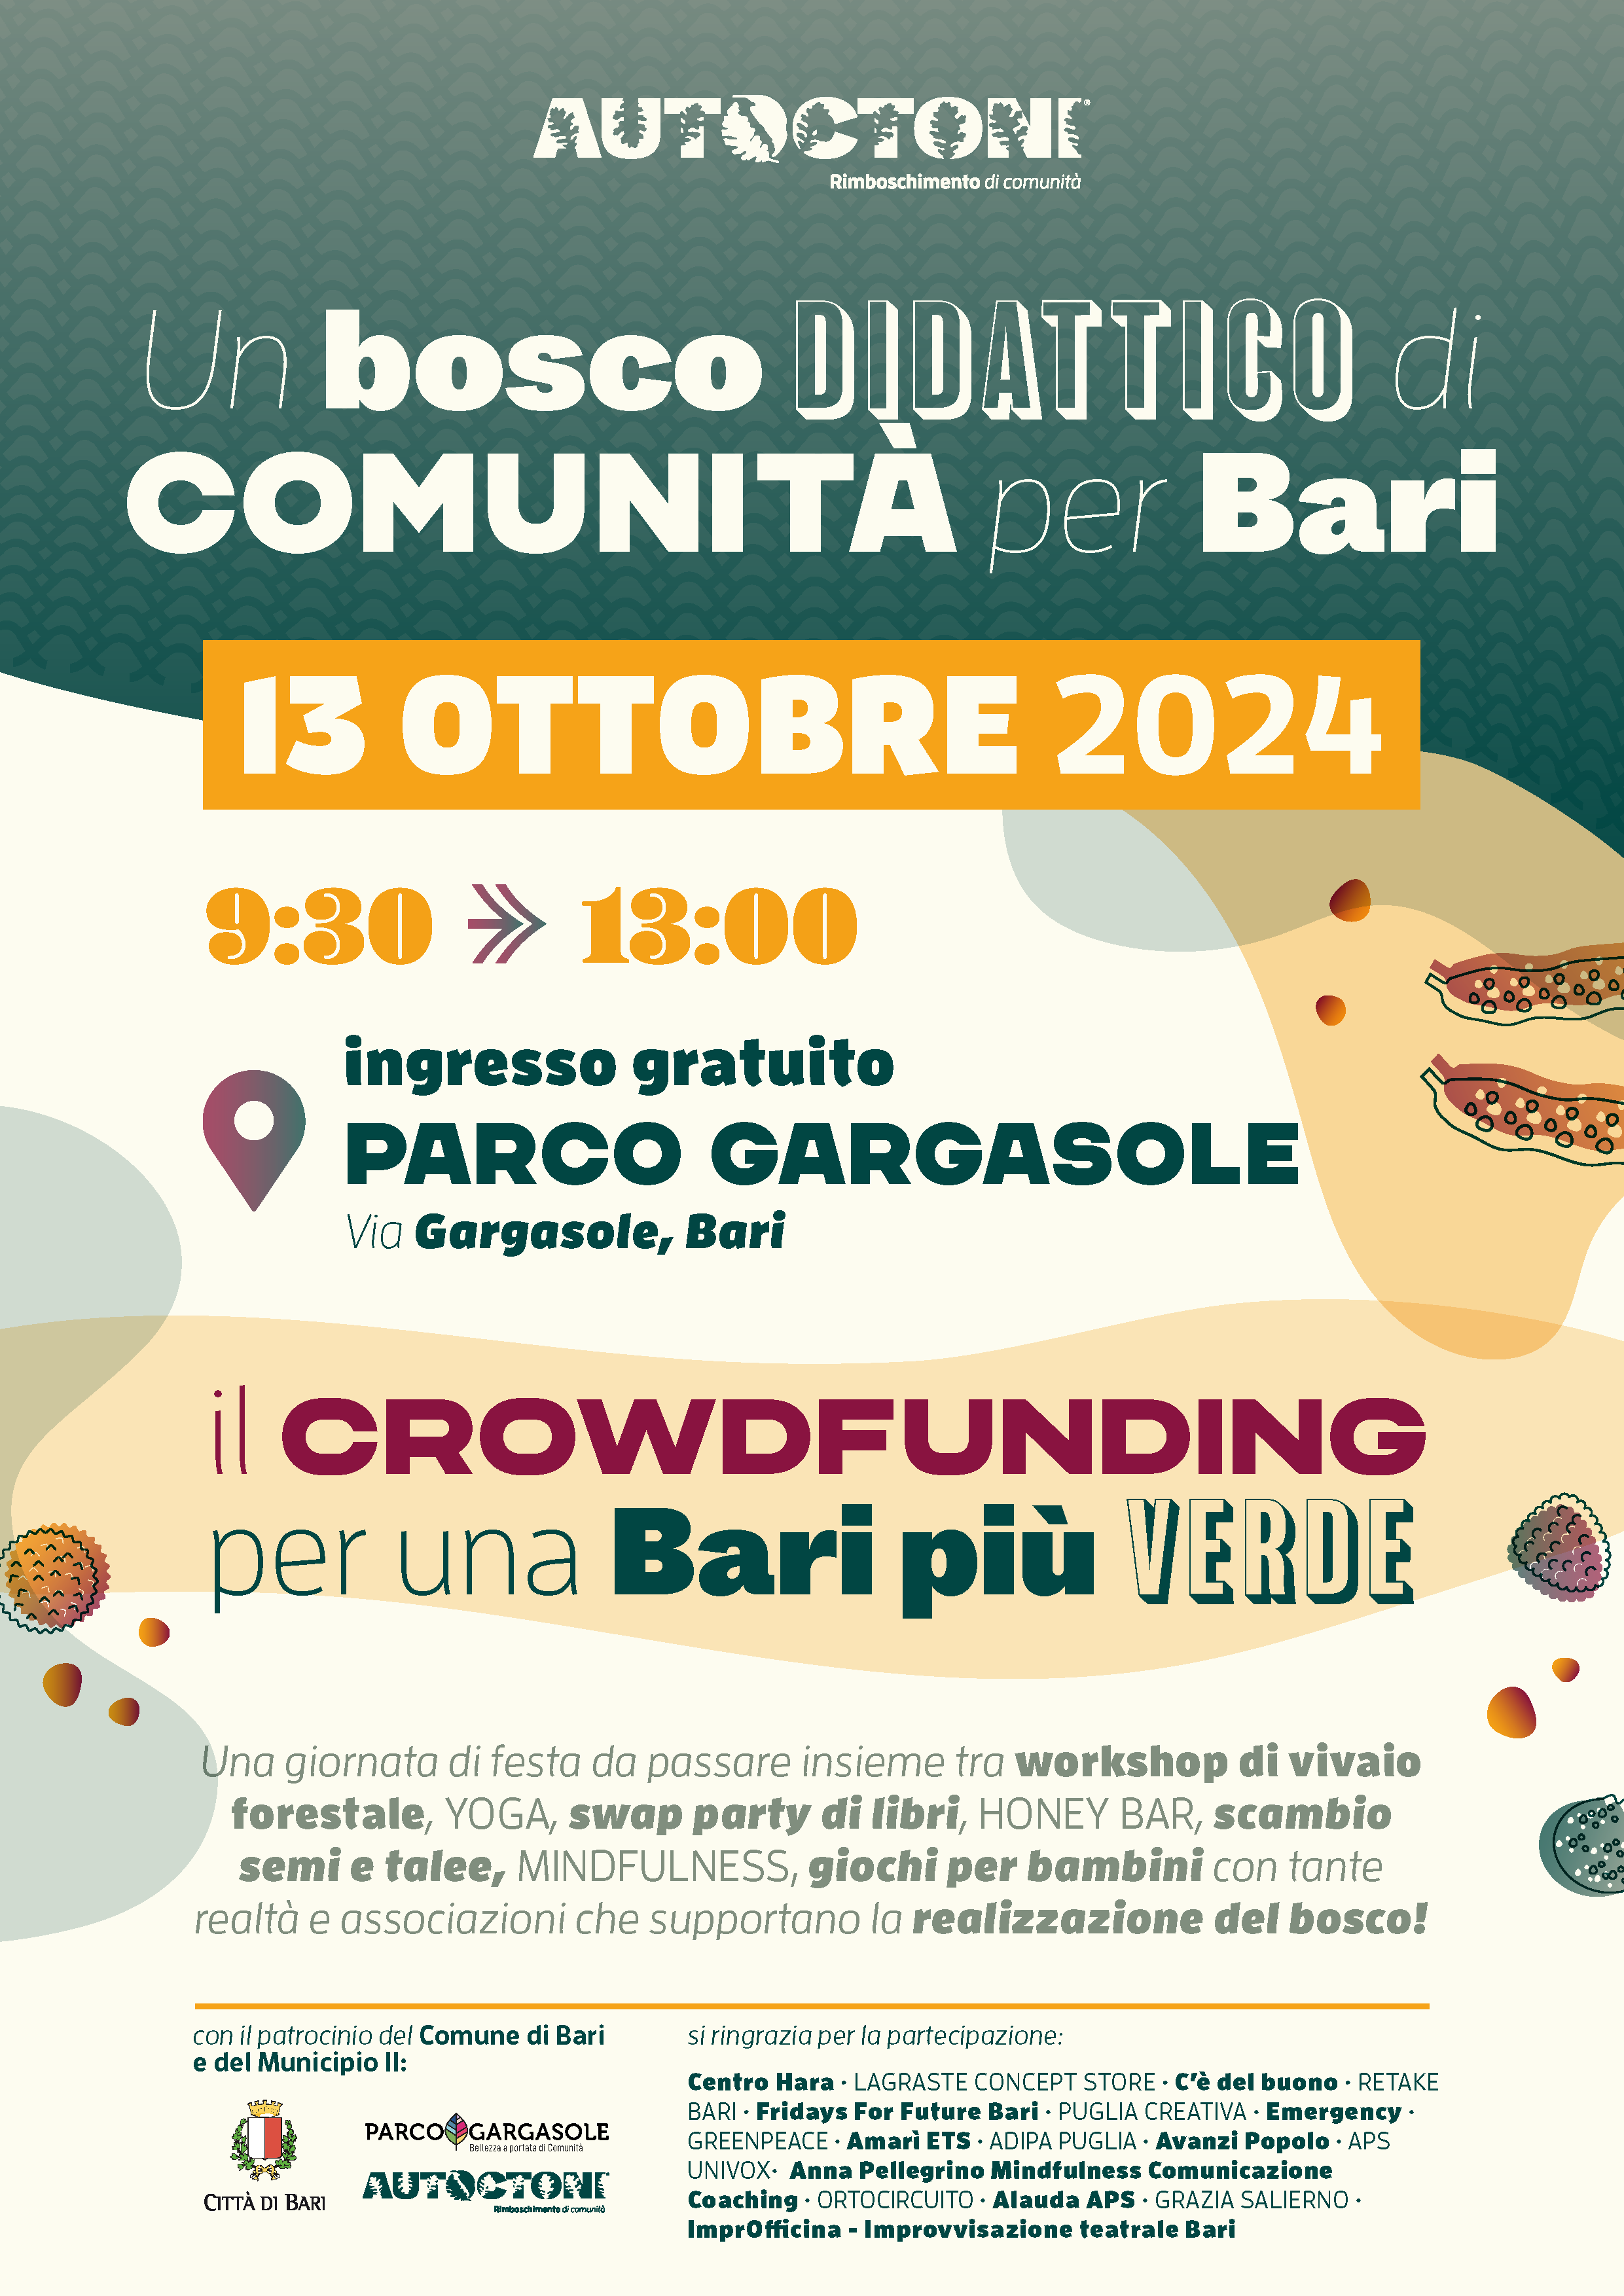 AUTOCTONI®
Rimboschimento di comunità
Un bosco DIDATTICO di
COMUNITÀ per Bari
13 OTTOBRE 2024
9:30 13:00
ingresso gratuito
PARCO GARGASOLE
Via Gargasole, Bari
il CROWDFUNDING
per una Bari più VERDE
Una giornata di festa da passare insieme tra workshop di vivaio
forestale, YOGA, swap party di libri, HONEY BAR, scambio
semi e talee, MINDFULNESS, giochi per bambini con tante
realtà e associazioni che supportano la realizzazione del bosco!
con il patrocinio del Comune di Bari
e del Municipio II:
CITTÀ DI BARI
PARCO GARGASOLE
Bellezza a portata di Comunità
AUTOCTONI®
Rimboschimento di comunità
si ringrazia per la partecipazione:
Centro Hara • LAGRASTE CONCEPT STORE • C'è del buono • RETAKE
BARI • Fridays For Future Bari • PUGLIA CREATIVA • Emergency •
GREENPEACE • Amarì ETS • ADIPA PUGLIA • Avanzi Popolo • APS
UNIVOX• Anna Pellegrino Mindfulness Comunicazione
Coaching • ORTOCIRCUITO • Alauda APS • GRAZIA SALIERNO •
ImprOfficina - Improvvisazione teatrale Bari